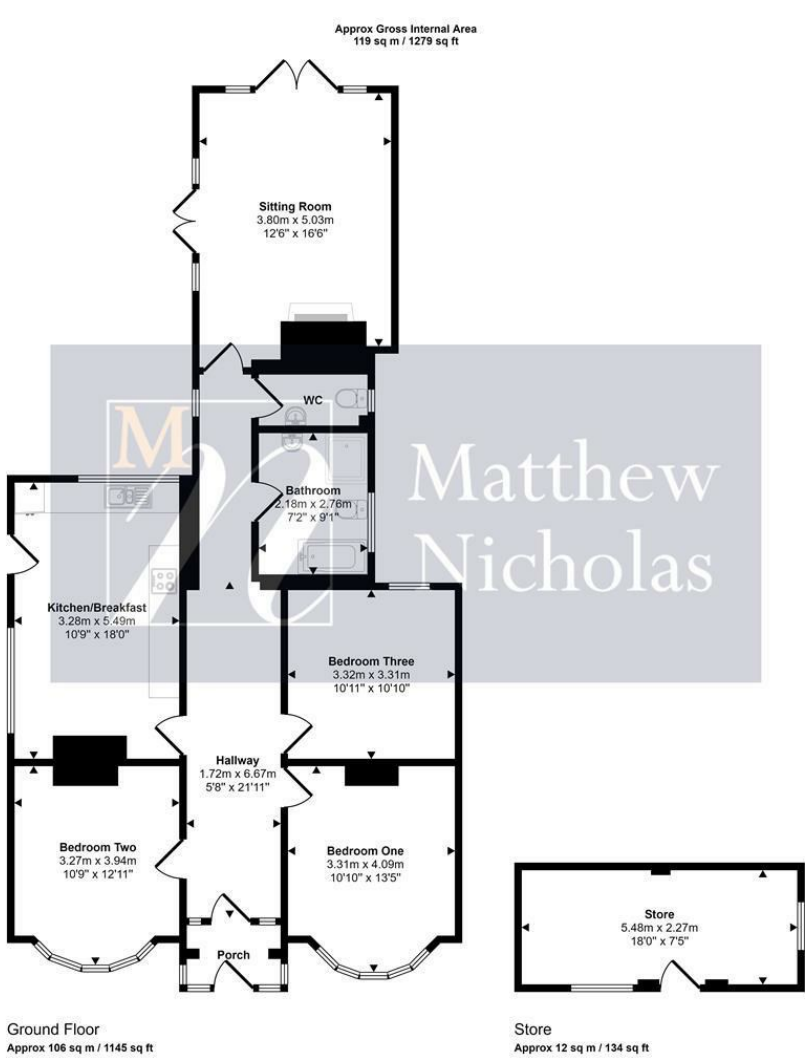 Approx Gross Internal Area
119 sq m / 1279 sq ft
Sitting Room
3.80m x 5.03m
12'6" x 16'6"
WC
M
n
Matthew
Nicholas
Bathroom
2.18m x 2.76m
7'2" x 9'1"
Kitchen/Breakfast
3.28m x 5.49m
10'9" x 18'0"
Bedroom Three
3.32m x 3.31m
10'11" x 10'10"
Hallway
1.72m x 6.67m
5'8" x 21'11"
Bedroom Two
3.27m x 3.94m
10'9" x 12'11"
Bedroom One
3.31m x 4.09m
10'10" x 13'5"
Store
5.48m x 2.27m
18'0" x 7'5"
Porch
Ground Floor
Approx 106 sq m / 1145 sq ft
Store
Approx 12 sq m / 134 sq ft